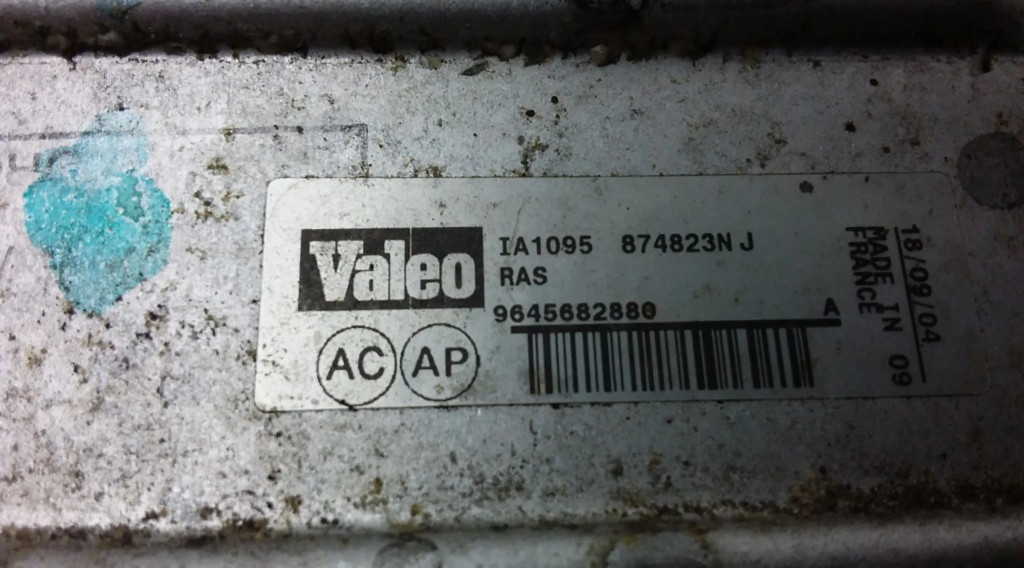 Valeo
IA1095 874823N J
RAS
9645682880 A
AC AP
18/09/04
MADE IN 09
FRANCE